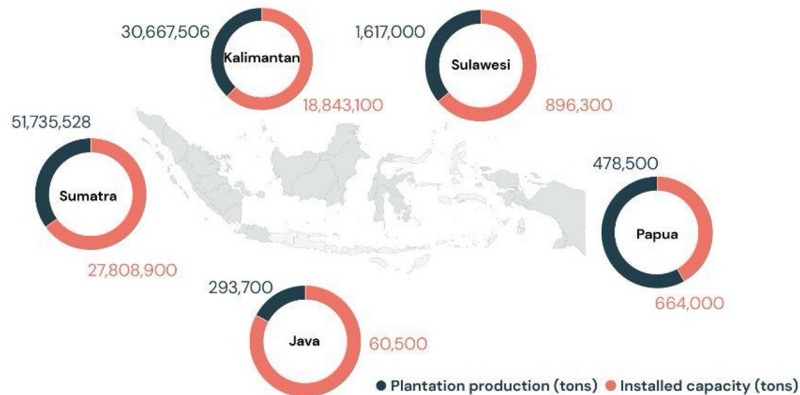 30,667,506
Kalimantan
18,843,100
1,617,000
Sulawesi
896,300
51,735,528
Sumatra
27,808,900
478,500
Papua
664,000
293,700
Java
60,500
Plantation production (tons)
Installed capacity (tons)